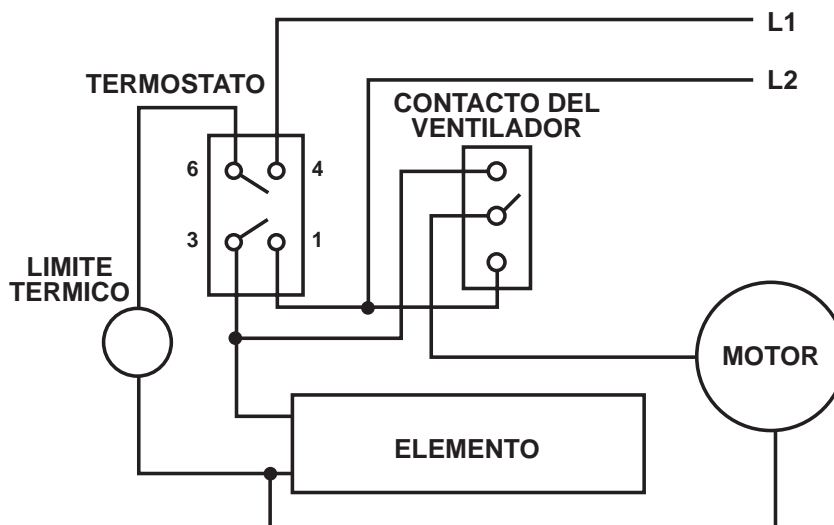 L1
L2
TERMOSTATO
CONTACTO DEL
VENTILADOR
6
4
3
1
LIMITE
TERMICO
MOTOR
ELEMENTO